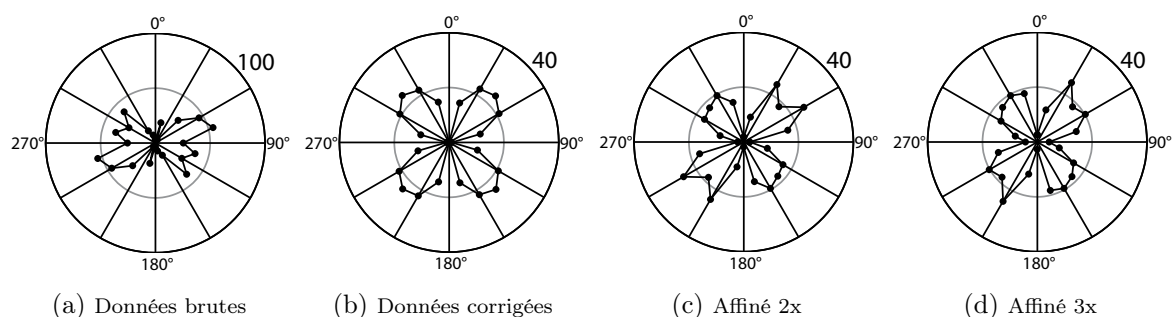 0° 0° 0° 0°
100 40 40 40
270° 90° 270° 90° 270° 90° 270° 90°
180° 180° 180° 180°
(a) Données brutes (b) Données corrigées (c) Affiné 2x (d) Affiné 3x